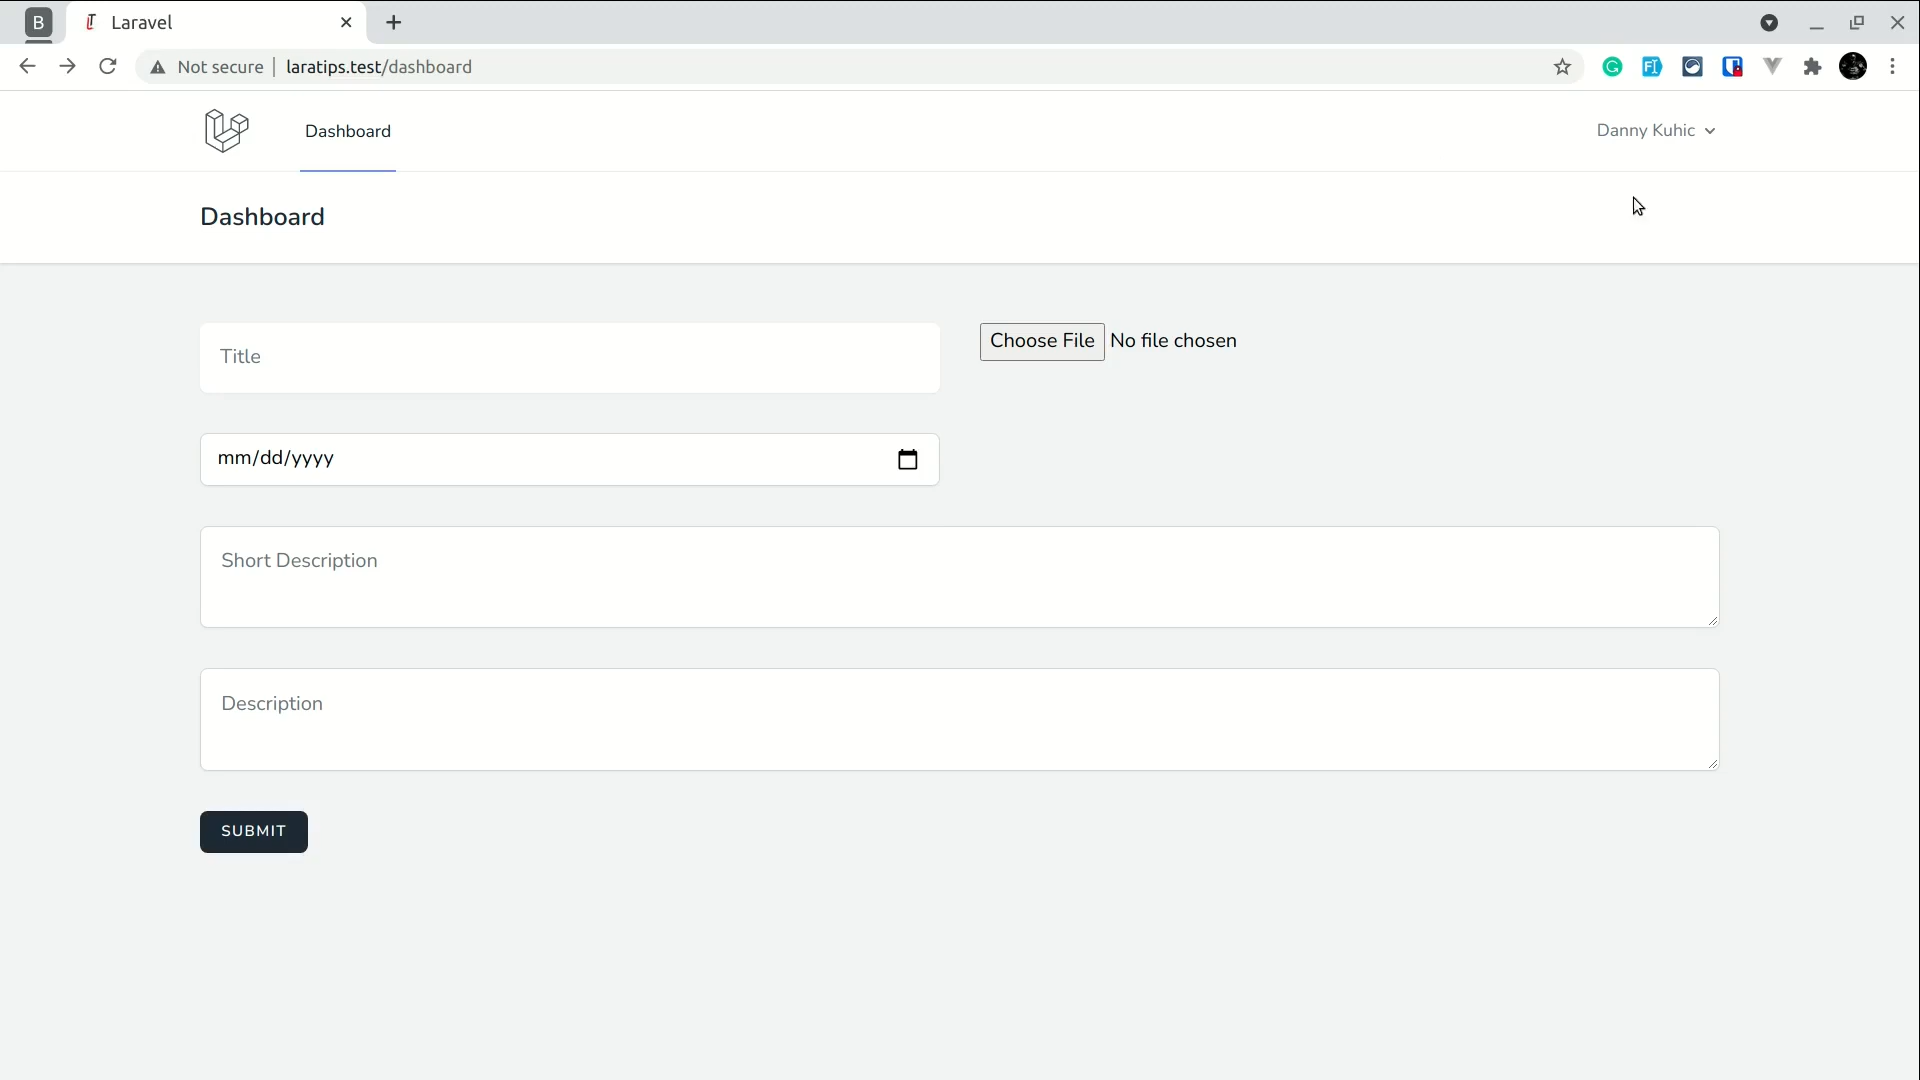 B
Laravel
Not secure
laratips.test/dashboard
Dashboard
Danny Kuhic
Dashboard
Title
Choose File No file chosen
mm/dd/yyyy
Short Description
Description
SUBMIT